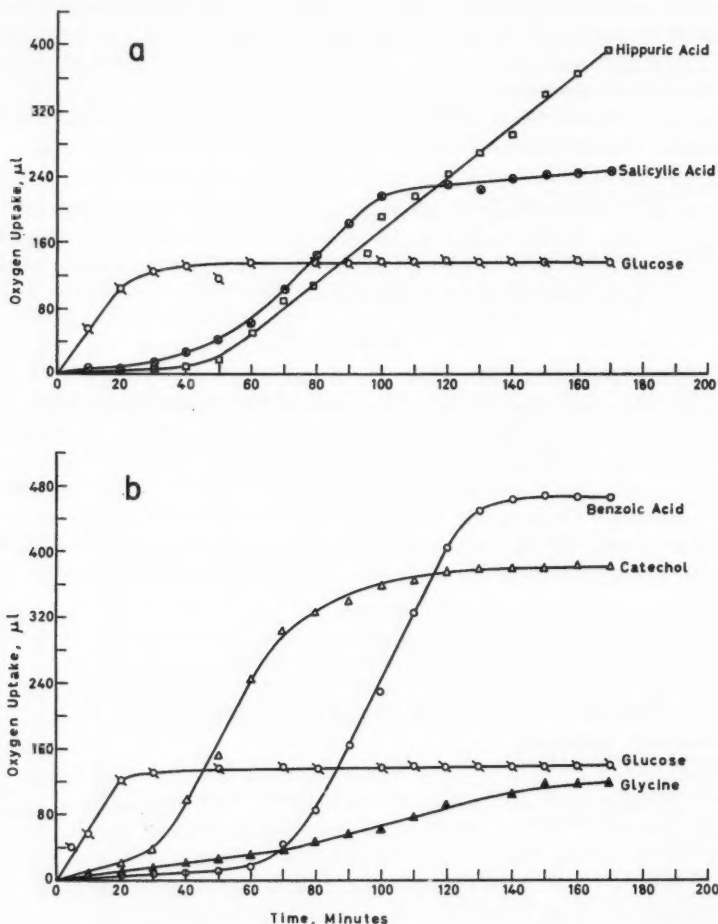 a
Oxygen Uptake, µl
400
320
240
160
80
0
Hippuric Acid
Salicylic Acid
Glucose
0 20 40 60 80 100 120 140 160 180 200
b
Oxygen Uptake, µl
480
400
320
240
160
80
0
Benzoic Acid
Catechol
Glucose
Glycine
0 20 40 60 80 100 120 140 160 180 200
Time, Minutes